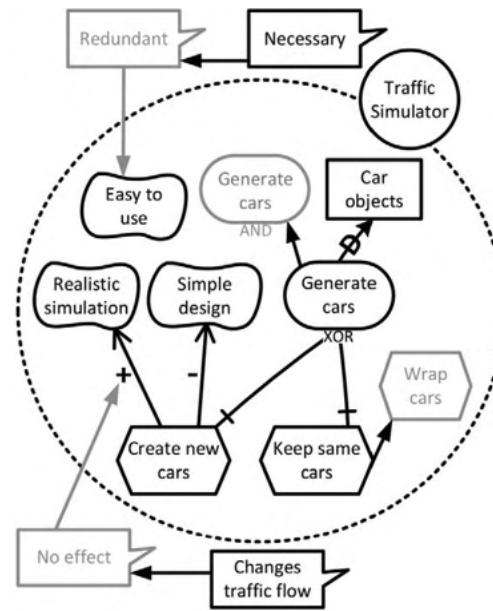 Redundant
Necessary
Traffic
Simulator
Easy to
use
Generate
cars
AND
Car
objects
D
Realistic
simulation
Simple
design
Generate
cars
XOR
+
-
Wrap
cars
Create new
cars
Keep same
cars
No effect
Changes
traffic flow